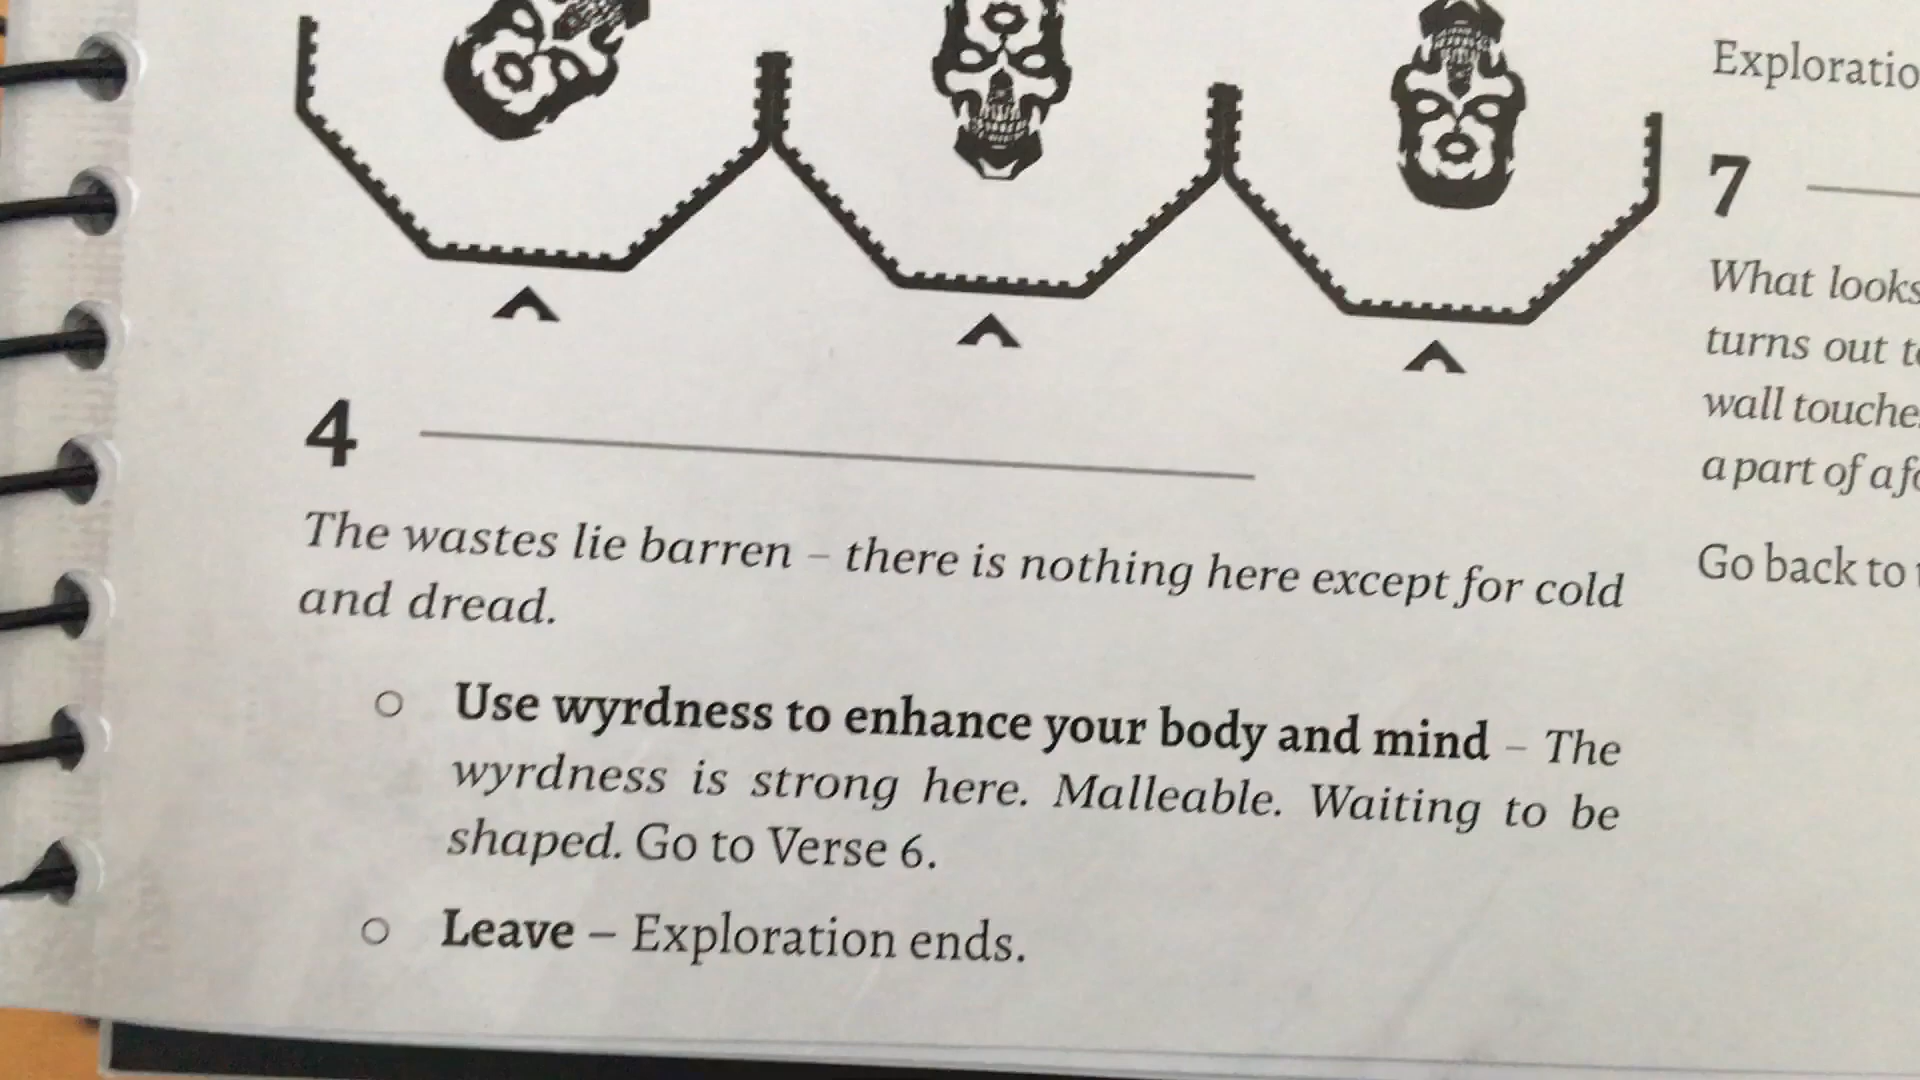 4
The wastes lie barren – there is nothing here except for cold
and dread.
○ Use wyrdness to enhance your body and mind – The
wyrdness is strong here. Malleable. Waiting to be
shaped. Go to Verse 6.
○ Leave – Exploration ends.
7
What looks
turns out
wall
a part of a
Go back to